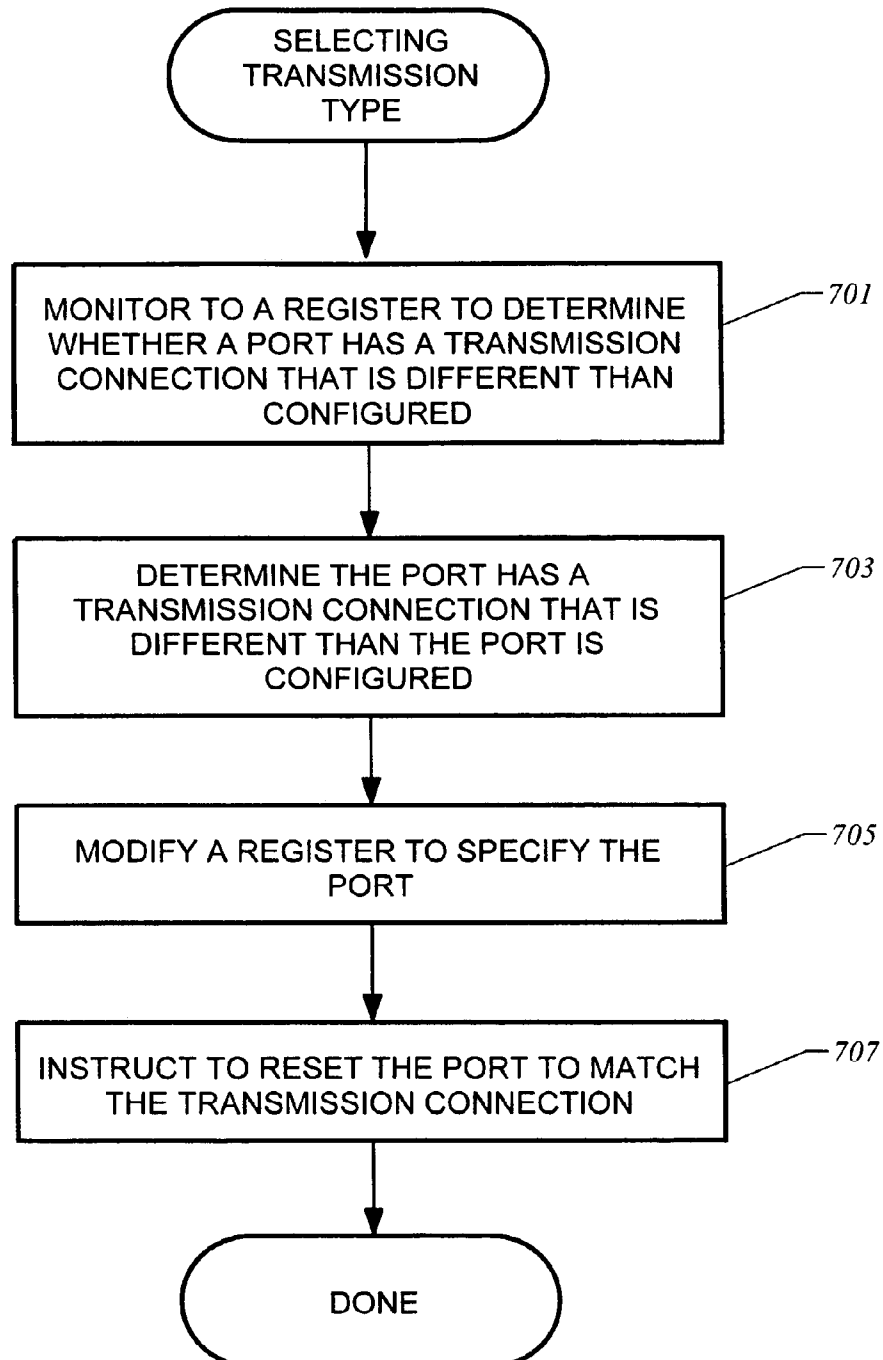 SELECTING
TRANSMISSION
TYPE
701
MONITOR TO A REGISTER TO DETERMINE
WHETHER A PORT HAS A TRANSMISSION
CONNECTION THAT IS DIFFERENT THAN
CONFIGURED
703
DETERMINE THE PORT HAS A
TRANSMISSION CONNECTION THAT IS
DIFFERENT THAN THE PORT IS
CONFIGURED
705
MODIFY A REGISTER TO SPECIFY THE
PORT
707
INSTRUCT TO RESET THE PORT TO MATCH
THE TRANSMISSION CONNECTION
DONE